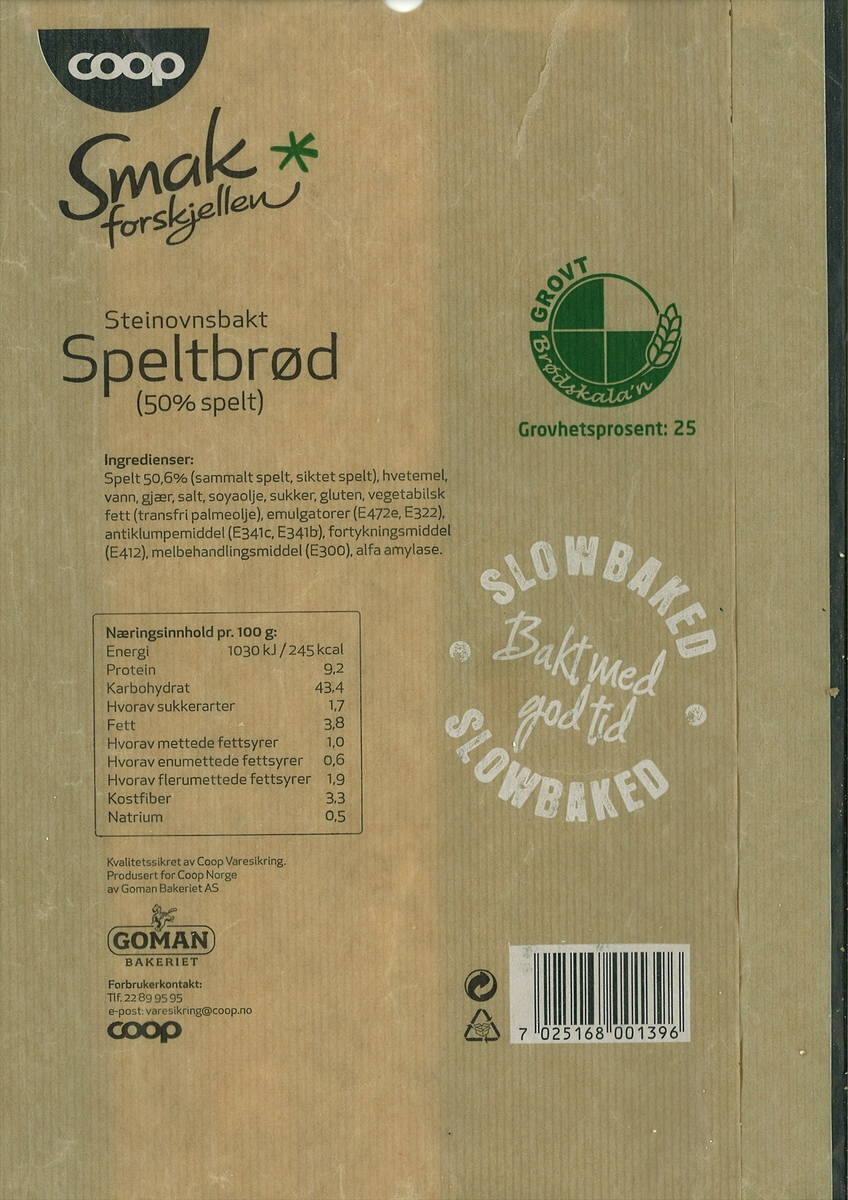 coop
Smak
forskjellen
Steinovnsbakt
Speltbrød
(50% spelt)
Ingredienser:
Spelt 50,6% (sammalt spelt, siktet spelt), hvetemel,
vann, gjær, salt, soyaolje, sukker, gluten, vegetabilsk
fett (transfri palmeolje), emulgatorer (E472e, E322),
antiklumpemiddel (E341c, E341b), fortykningsmiddel
(E412), melbehandlingsmiddel (E300), alfa amylase.
Næringsinnhold pr. 100 g:
Energi 1030 kJ / 245 kcal
Protein 9,2
Karbohydrat 43,4
Hvorav sukkerarter 1,7
Fett 3,8
Hvorav mettede fettsyrer 1,0
Hvorav enumettede fettsyrer 0,6
Hvorav flerumettede fettsyrer 1,9
Kostfiber 3,3
Natrium 0,5
Kvalitetssikret av Coop Varesikring.
Produsert for Coop Norge
av Goman Bakeriet AS
GOMAN
BAKERIET
Forbrukerkontakt:
Tlf. 22 89 95 95
e-post: varesikring@coop.no
coop
GROVT
Brødskala'n
Grovhetsprosent: 25
SLOWBAKED
Bakt med
god tid
SLOWBAKED
7 025168 001396